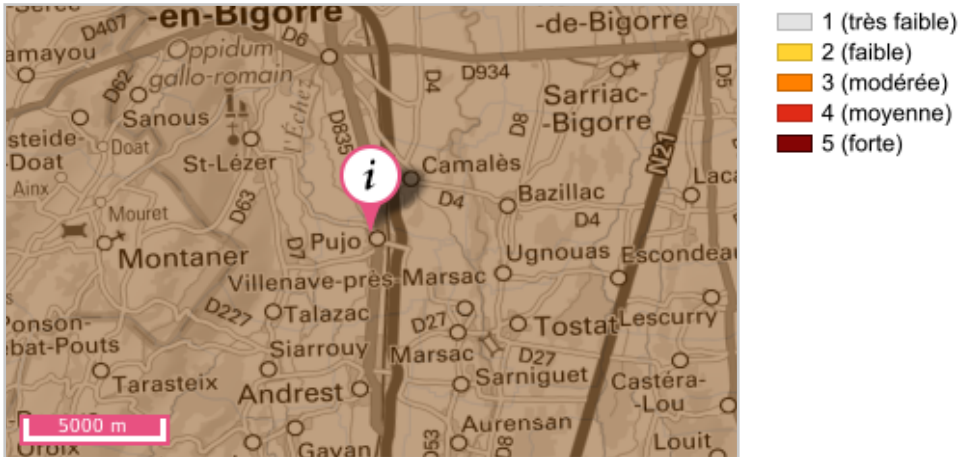 -en-Bigorre
-de-Bigorre
D407
D6
amayou
Oppidum
gallo-romain
D62
D4
D934
D5
Sanous
l'Échez
D835
D8
Sarriac-
-Bigorre
N21
steide-
-Doat
Doat
St-Lézer
i
Camalès
Laca
Ainx
D63
D4
Bazillac
D4
Mouret
Montaner
D7
Pujo
Ugnouas
Escondeau
Villenave-près-Marsac
D227
Talazac
D27
Tostat
Lescurry
Ponson-
ebat-Pouts
Siarrouy
Marsac
D27
Tarasteix
Andrest
Sarniguet
Castéra-
-Lou
5000 m
Oroix
Gayan
D53
Aurensan
D8
Louit
1 (très faible)
2 (faible)
3 (modérée)
4 (moyenne)
5 (forte)